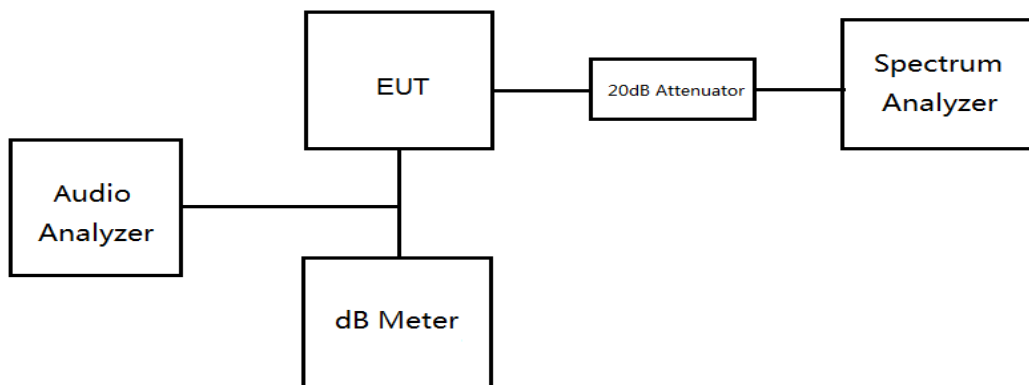 EUT
20dB Attenuator
Spectrum
Analyzer
Audio
Analyzer
dB Meter